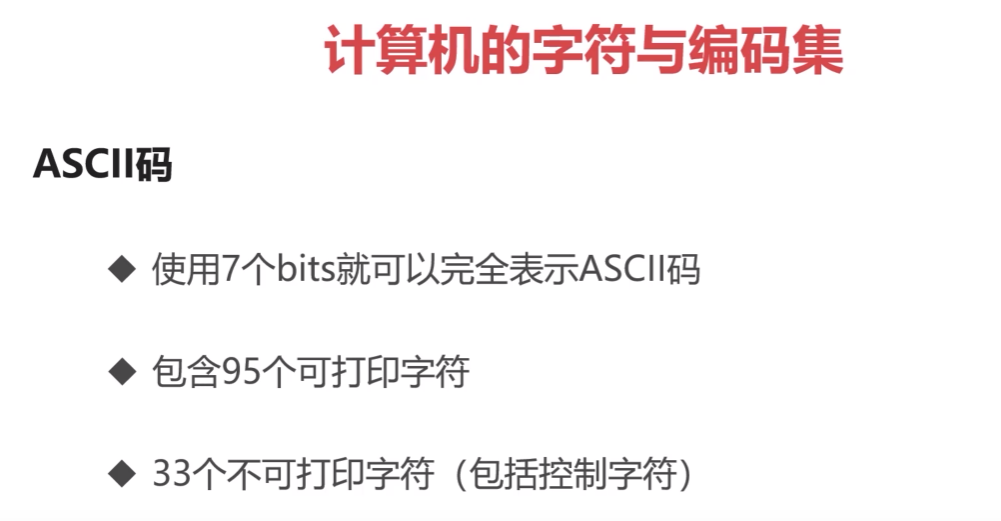 计算机的字符与编码集
ASCII码
◆ 使用7个bits就可以完全表示ASCII码
◆ 包含95个可打印字符
◆ 33个不可打印字符（包括控制字符）